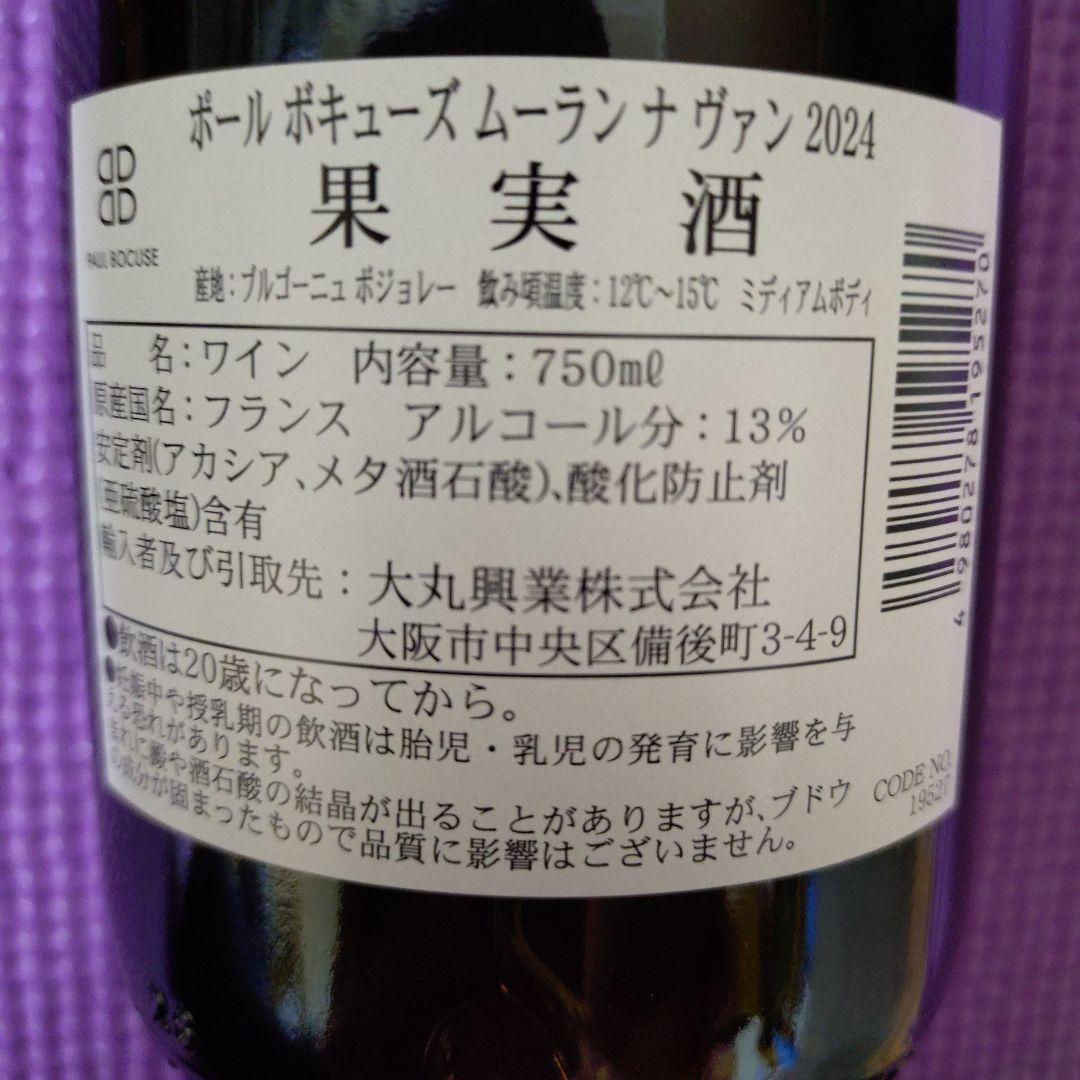 ポール ボキューズ ムーラン ナ ヴァン 2024
PAUL BOCUSE
果 実 酒
産地:ブルゴーニュ ボジョレー 飲み頃温度:12℃~15℃ ミディアムボディ
品 名:ワイン 内容量:750mℓ
原産国名:フランス アルコール分:13%
安定剤(アカシア、メタ酒石酸)、酸化防止剤
(亜硫酸塩)含有
輸入者及び引取先:大丸興業株式会社
大阪市中央区備後町3-4-9
●飲酒は20歳になってから。
●妊娠中や授乳期の飲酒は胎児・乳児の発育に影響を与
える恐れがあります。
まれに澱や酒石酸の結晶が出ることがありますが、ブドウ
の成分が固まったもので品質に影響はございません。
CODE NO.
19527
4 980278 195270